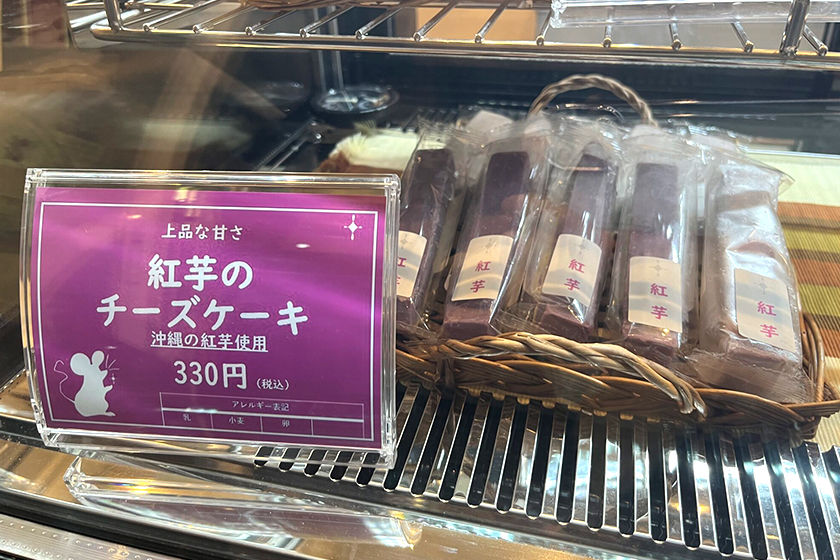 上品な甘さ
紅芋の
チーズケーキ
沖縄の紅芋使用
330円(税込)
アレルギー表記
乳 小麦 卵
紅芋
紅芋
紅芋
紅芋
紅芋